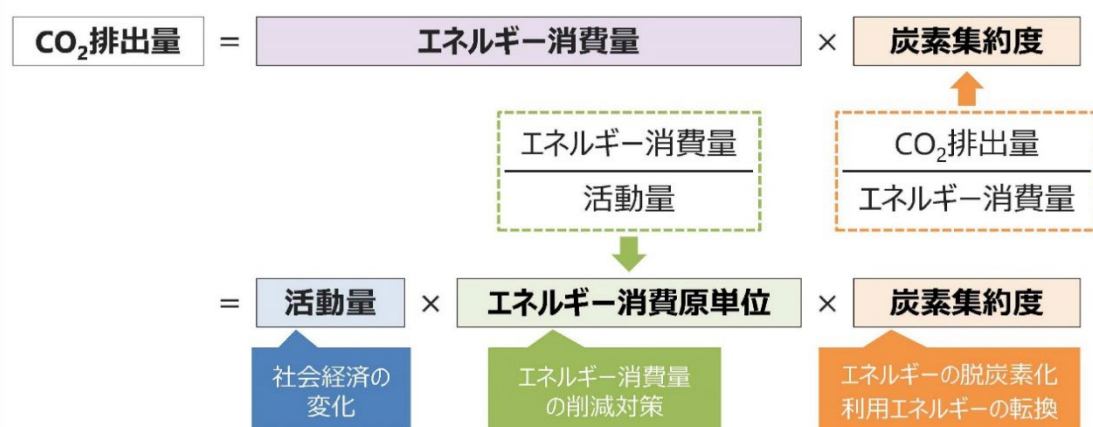 CO₂排出量 = エネルギー消費量 × 炭素集約度
エネルギー消費量
活動量
CO₂排出量
エネルギー消費量
= 活動量 × エネルギー消費原単位 × 炭素集約度
社会経済の
変化
エネルギー消費量
の削減対策
エネルギーの脱炭素化
利用エネルギーの転換